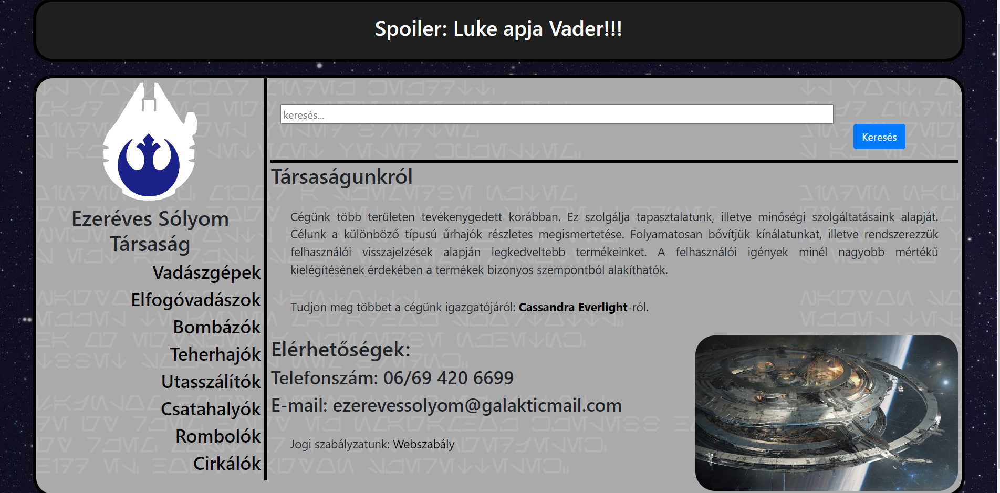 Spoiler: Luke apja Vader!!!
Ezeréves Sólyom
Társaság
Vadászgépek
Elfogóvadászok
Bombázók
Teherhajók
Utasszálítók
Csatahalyók
Rombolók
Cirkálók
keresés...
Keresés
Társaságunkról
Cégünk több területen tevékenygedett korábban. Ez szolgálja tapasztalatunk, illetve minőségi szolgáltatásaink alapját.
Célunk a különböző típusú űrhajók részletes megismertetése. Folyamatosan bővítjük kínálatunkat, illetve rendszerezzük
felhasználói visszajelzések alapján legkedveltebb termékeinket. A felhasználói igények minél nagyobb mértékű
kielégítésének érdekében a termékek bizonyos szempontból alakíthatók.
Tudjon meg többet a cégünk igazgatójáról: Cassandra Everlight-ról.
Elérhetőségek:
Telefonszám: 06/69 420 6699
E-mail: ezerevessolyom@galakticmail.com
Jogi szabályzatunk: Webszabály